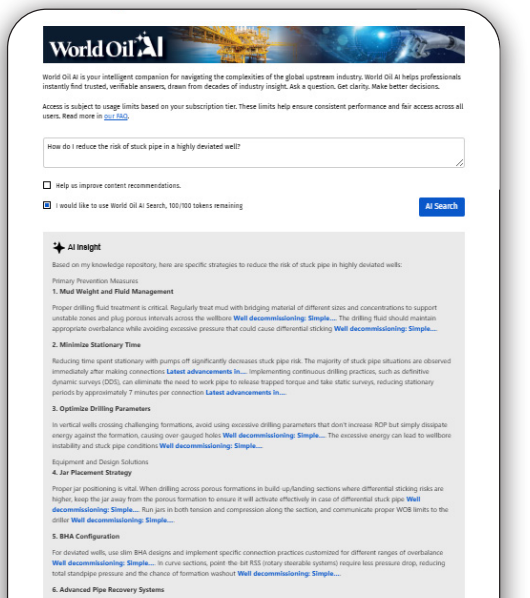 World Oil AI
World Oil AI is your intelligent companion for navigating the complexities of the global upstream industry. World Oil AI helps professionals
instantly find trusted, verifiable answers, drawn from decades of industry insight. Ask a question. Get clarity. Make better decisions.
Access is subject to usage limits based on your subscription tier. These limits help ensure consistent performance and fair access across all
users. Read more in our FAQ.
How do I reduce the risk of stuck pipe in a highly deviated well?
Help us improve content recommendations.
I would like to use World Oil AI Search, 100/100 tokens remaining
AI Search
AI Insight
Based on my knowledge repository, here are specific strategies to reduce the risk of stuck pipe in highly deviated wells:
Primary Prevention Measures
1. Mud Weight and Fluid Management
Proper drilling fluid treatment is critical. Regularly treat mud with bridging material of different sizes and concentrations to support
unstable zones and plug porous intervals across the wellbore Well decommissioning: Simple.... The drilling fluid should maintain
appropriate overbalance while avoiding excessive pressure that could cause differential sticking Well decommissioning: Simple....
2. Minimize Stationary Time
Reducing time spent stationary with pumps off significantly decreases stuck pipe risk. The majority of stuck pipe situations are observed
immediately after making connections Latest advancements in.... Implementing continuous drilling practices, such as definitive
dynamic surveys (DDS), can eliminate the need to work pipe to release trapped torque and take static surveys, reducing stationary
periods by approximately 7 minutes per connection Latest advancements in....
3. Optimize Drilling Parameters
In vertical wells crossing challenging formations, avoid using excessive drilling parameters that don't increase ROP but simply dissipate
energy against the formation, causing over-gauged holes Well decommissioning: Simple.... The excessive energy can lead to wellbore
instability and stuck pipe conditions Well decommissioning: Simple....
Equipment and Design Solutions
4. Jar Placement Strategy
Proper jar positioning is vital. When drilling across porous formations in build-up/landing sections where differential sticking risks are
higher, keep the jar away from the porous formation to ensure it will activate effectively in case of differential stuck pipe Well
decommissioning: Simple.... Run jars in both tension and compression along the section, and communicate proper WOB limits to the
driller Well decommissioning: Simple....
5. BHA Configuration
For deviated wells, use slim BHA designs and implement specific connection practices customized for different ranges of overbalance
Well decommissioning: Simple.... In curve sections, point-the-bit RSS (rotary steerable systems) require less pressure drop, reducing
total standpipe pressure and the chance of formation washout Well decommissioning: Simple....
6. Advanced Pipe Recovery Systems